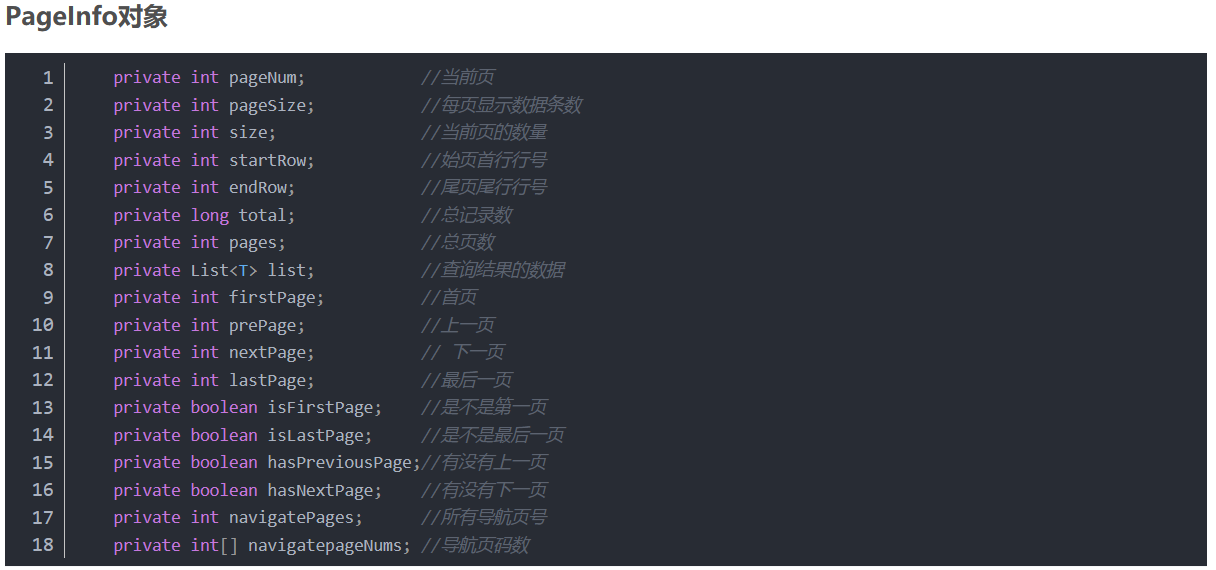 PageInfo对象
1 private int pageNum; //当前页
2 private int pageSize; //每页显示数据条数
3 private int size; //当前页的数量
4 private int startRow; //始页首行行号
5 private int endRow; //尾页尾行行号
6 private long total; //总记录数
7 private int pages; //总页数
8 private List<T> list; //查询结果的数据
9 private int firstPage; //首页
10 private int prePage; //上一页
11 private int nextPage; // 下一页
12 private int lastPage; //最后一页
13 private boolean isFirstPage; //是不是第一页
14 private boolean isLastPage; //是不是最后一页
15 private boolean hasPreviousPage;//有没有上一页
16 private boolean hasNextPage; //有没有下一页
17 private int navigatePages; //所有导航页号
18 private int[] navigatepageNums; //导航页码数